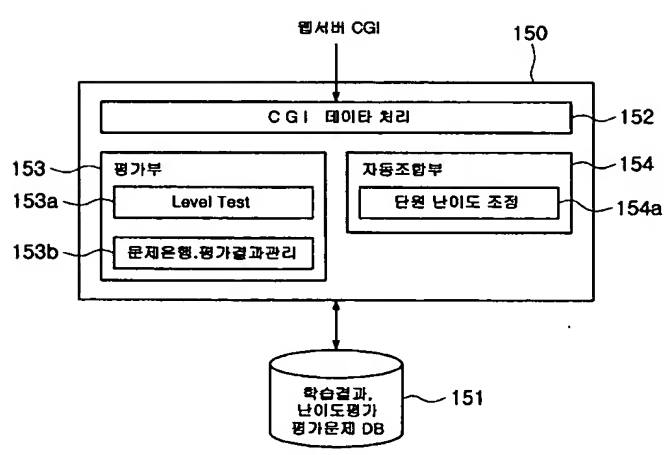 웹서버 CGI
150
CGI 데이타 처리
152
153
평가부
자동조합부
154
153a
Level Test
단원 난이도 조정
154a
153b
문제은행.평가결과관리
학습결과,
난이도평가
평가문제 DB
151